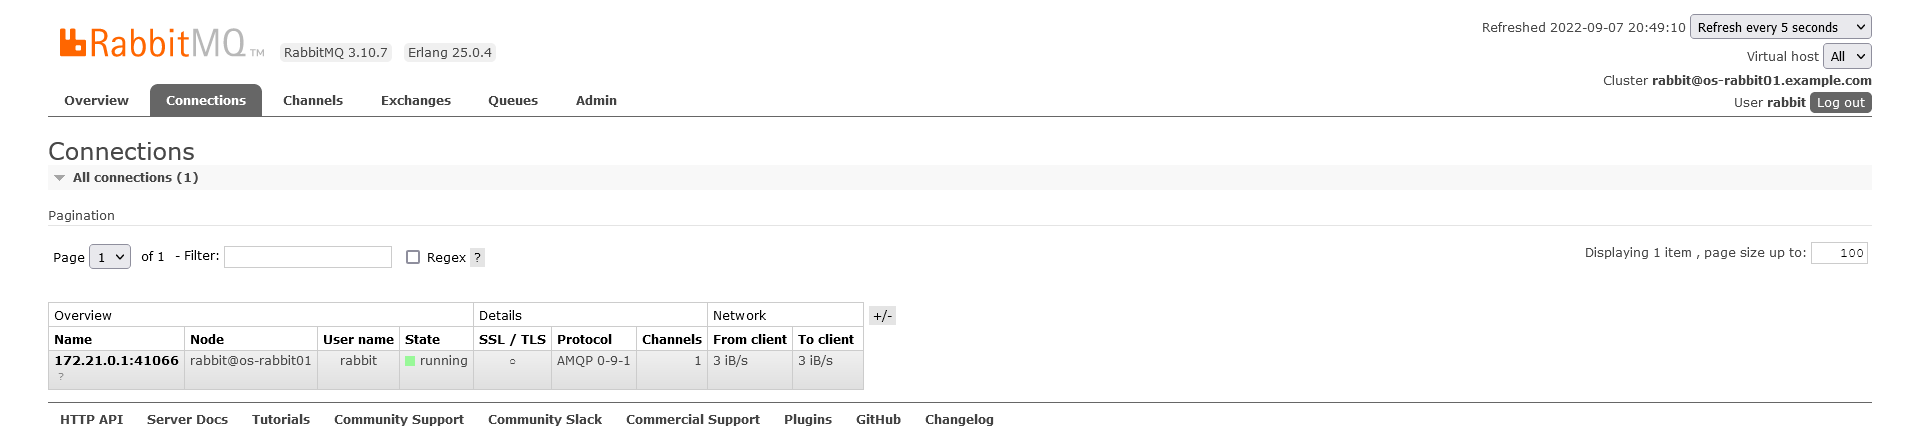 RabbitMQ TM RabbitMQ 3.10.7 Erlang 25.0.4
Refreshed 2022-09-07 20:49:10 Refresh every 5 seconds
Virtual host All
Cluster rabbit@os-rabbit01.example.com
User rabbit Log out
Overview Connections Channels Exchanges Queues Admin
Connections
All connections (1)
Pagination
Page 1 of 1 - Filter: Regex ?
Displaying 1 item , page size up to: 100
Overview Details Network +/-
Name Node User name State SSL / TLS Protocol Channels From client To client
172.21.0.1:41066 rabbit@os-rabbit01 rabbit running ○ AMQP 0-9-1 1 3 iB/s 3 iB/s
?
HTTP API Server Docs Tutorials Community Support Community Slack Commercial Support Plugins GitHub Changelog